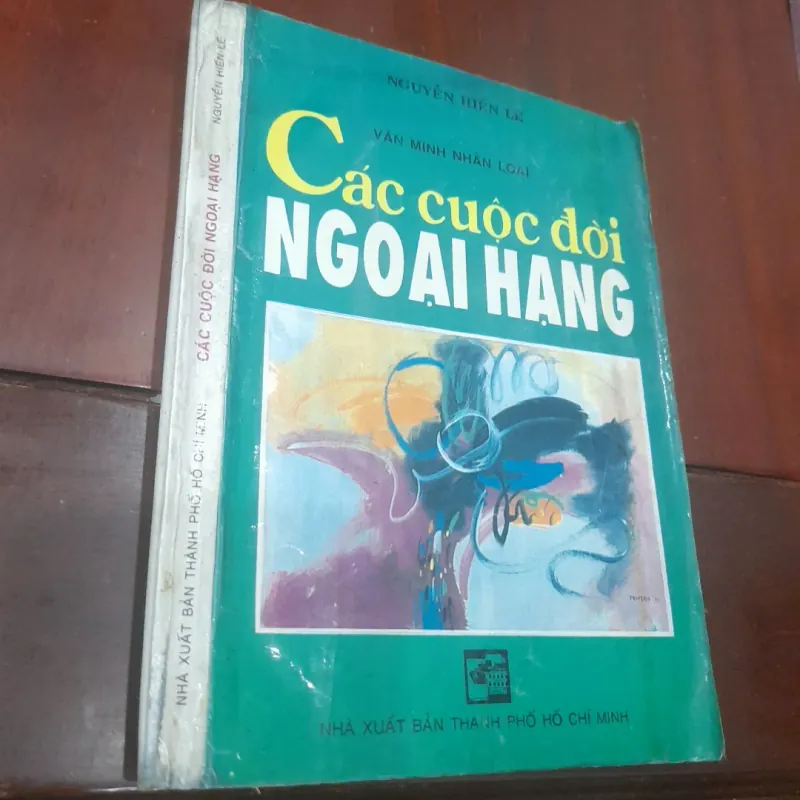 NGUYỄN HIẾN LÊ
VĂN MINH NHÂN LOẠI
Các cuộc đời
NGOẠI HẠNG
NHÀ XUẤT BẢN THÀNH PHỐ HỒ CHÍ MINH
NHÀ XUẤT BẢN THÀNH PHỐ HỒ CHÍ MINH CÁC CUỘC ĐỜI NGOẠI HẠNG NGUYỄN HIẾN LÊ